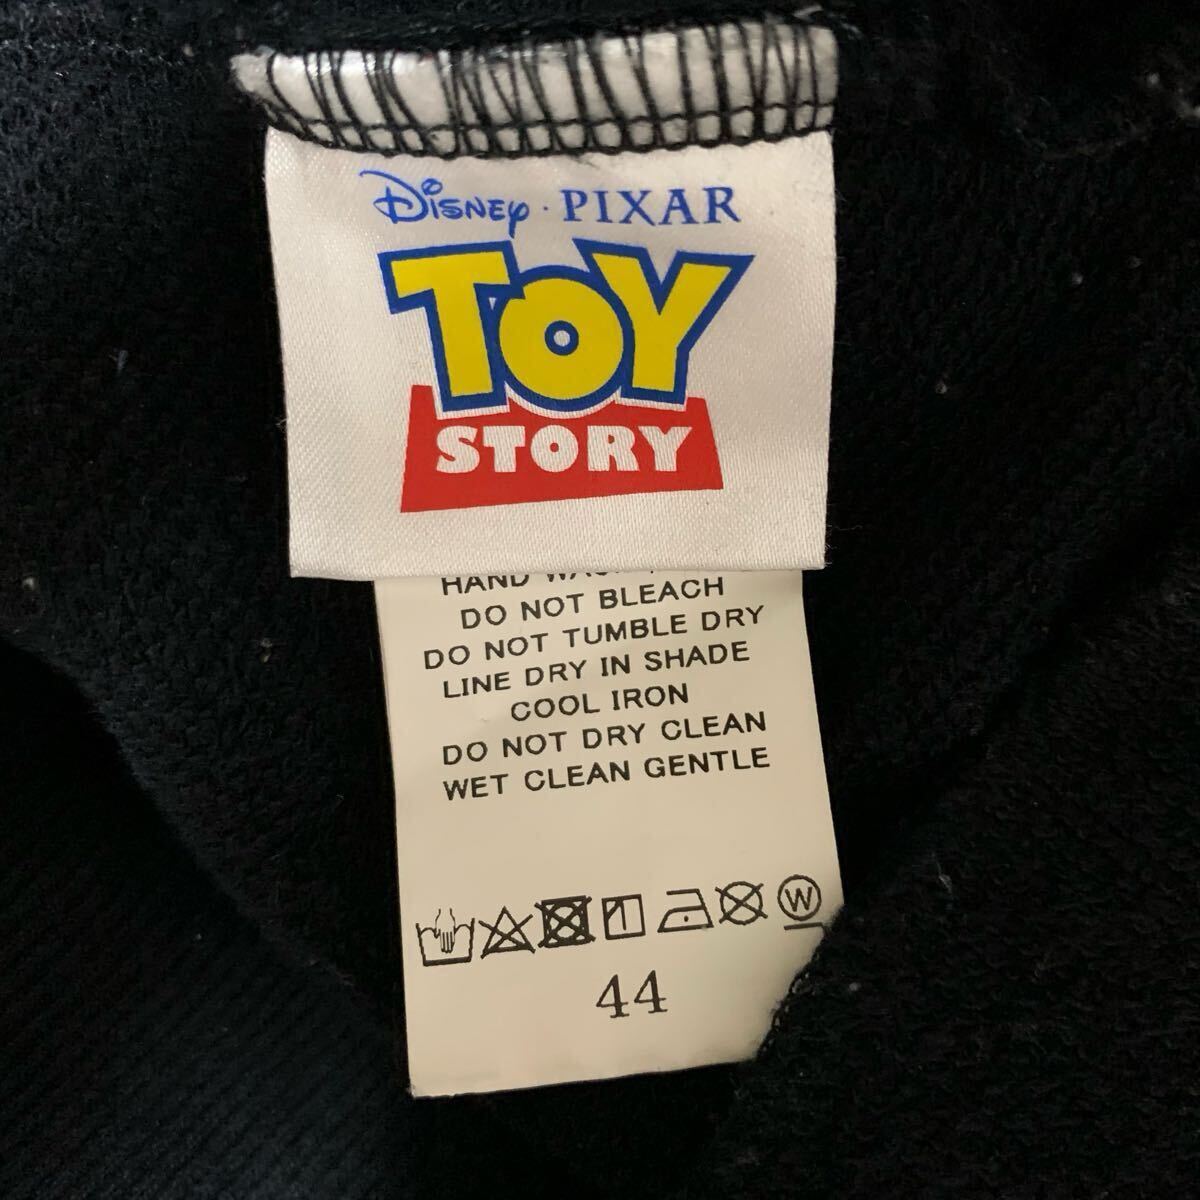 Disney · PIXAR
TOY
STORY
HAND
DO NOT BLEACH
DO NOT TUMBLE DRY
LINE DRY IN SHADE
COOL IRON
DO NOT DRY CLEAN
WET CLEAN GENTLE
W
44